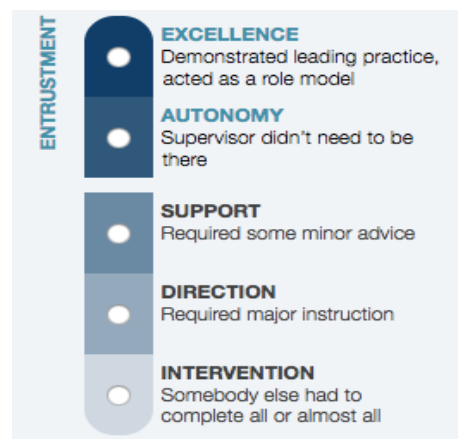 ENTRUSTMENT
EXCELLENCE
Demonstrated leading practice,
acted as a role model
AUTONOMY
Supervisor didn't need to be
there
SUPPORT
Required some minor advice
DIRECTION
Required major instruction
INTERVENTION
Somebody else had to
complete all or almost all